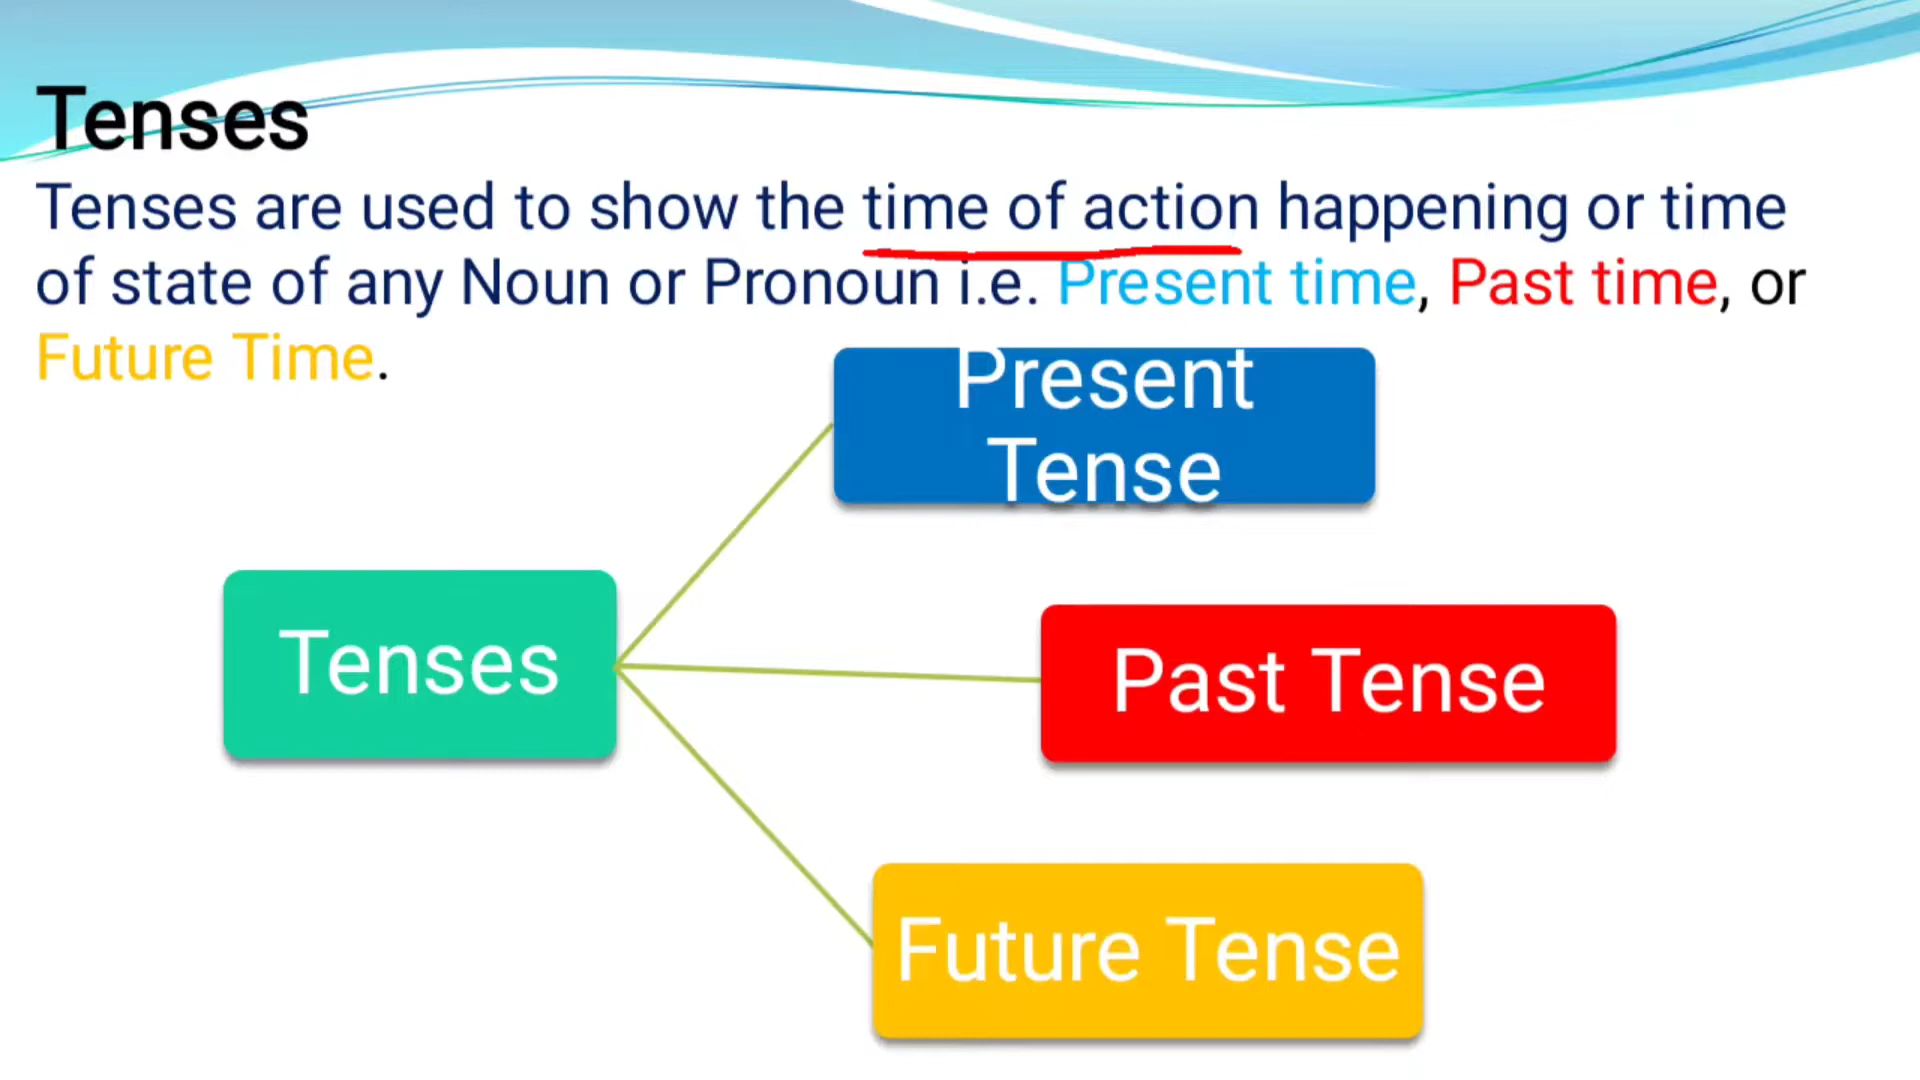 Tenses
Tenses are used to show the time of action happening or time
of state of any Noun or Pronoun i.e. Present time, Past time, or
Future Time.
Present
Tense
Tenses
Past Tense
Future Tense